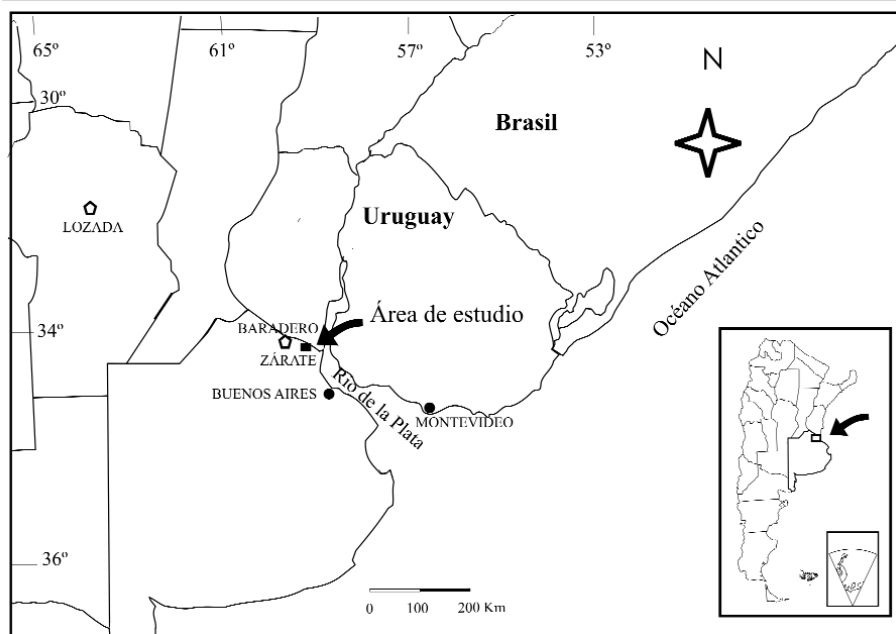 65º
61º
57º
53º
N
30º
Brasil
LOZADA
Uruguay
Océano Atlantico
34º
BARADERO
Área de estudio
ZÁRATE
BUENOS AIRES
Río de la Plata
MONTEVIDEO
36º
0 100 200 Km